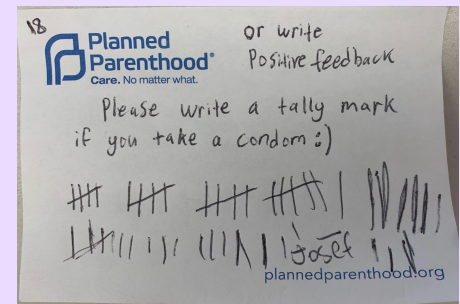 18
Planned
Parenthood®
Care. No matter what.
or write
Positive feedback
Please write a tally mark
if you take a condom :)
Josef
plannedparenthood.org